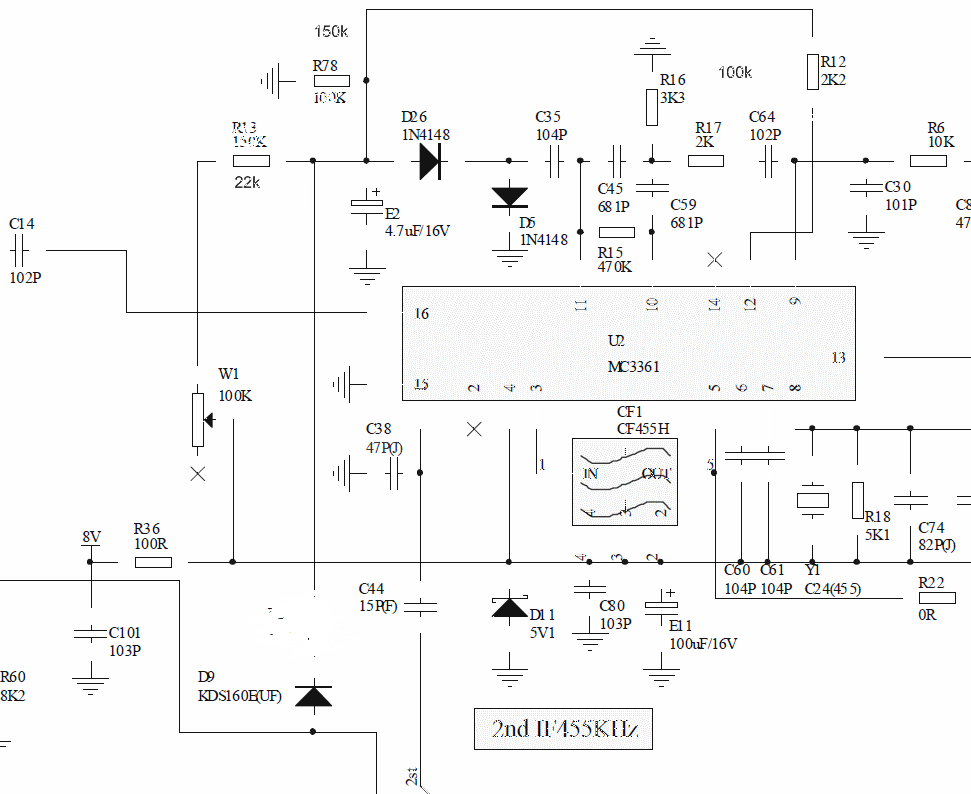 150k
R78
100K
R12
2K2
R16
3K3
100k
D26
1N4148
C35
104P
R17
2K
C64
102P
R6
10K
R13
150K
22k
C45
681P
C59
681P
C30
101P
C8
47
E2
4.7uF/16V
D5
1N4148
R15
470K
C14
102P
11
10
14
12
9
16
U2
MC3361
13
15
2
4
3
5
6
7
8
W1
100K
CF1
CF455H
C38
47P(J)
1
IN
OUT
5
4
3
2
R18
5K1
C74
82P(J)
8V
R36
100R
4
3
2
C60
104P
C61
104P
Y1
C24(455)
R22
0R
C44
15P(F)
D11
5V1
C80
103P
E11
100uF/16V
C101
103P
R60
8K2
D9
KDS160E(UF)
2nd IF455KHz
2st